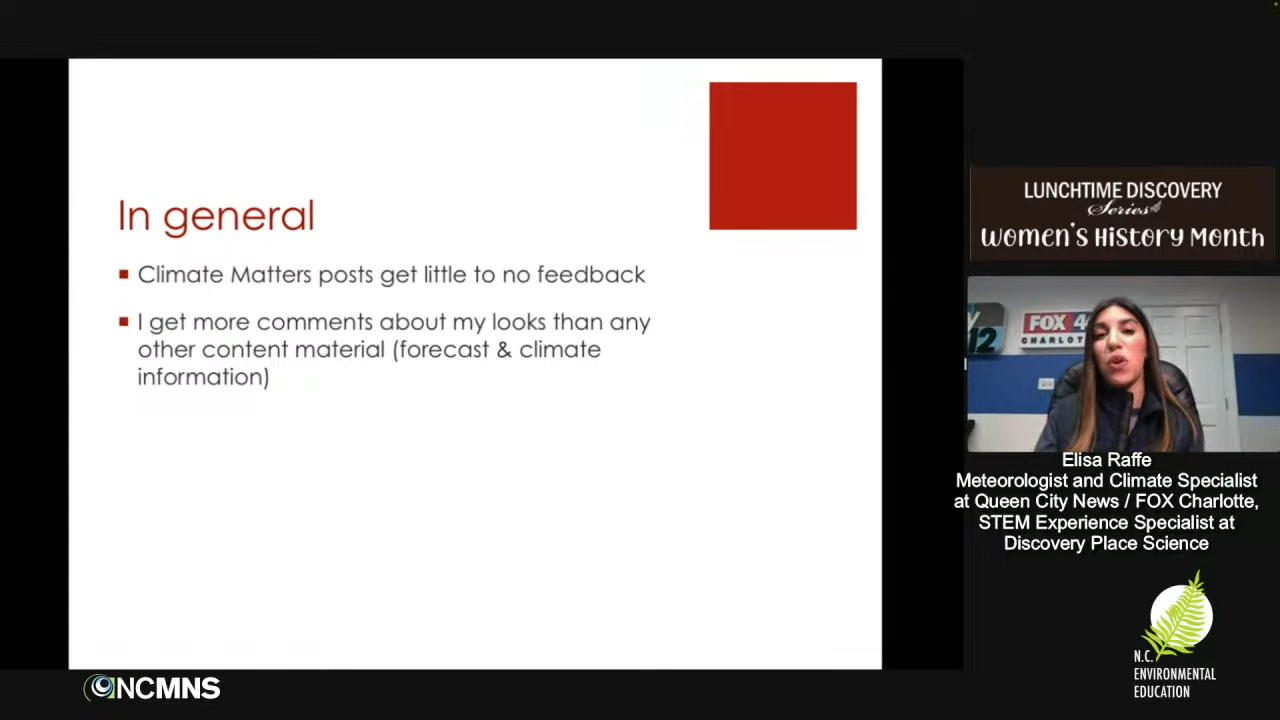 In general
Climate Matters posts get little to no feedback
I get more comments about my looks than any
other content material (forecast & climate
information)
LUNCHTIME DISCOVERY
Series
WOMEN'S HISTORY MONTH
12
FOX 4
CHARLOT
Elisa Raffe
Meteorologist and Climate Specialist
at Queen City News / FOX Charlotte,
STEM Experience Specialist at
Discovery Place Science
N.C.
ENVIRONMENTAL
EDUCATION
NCMNS